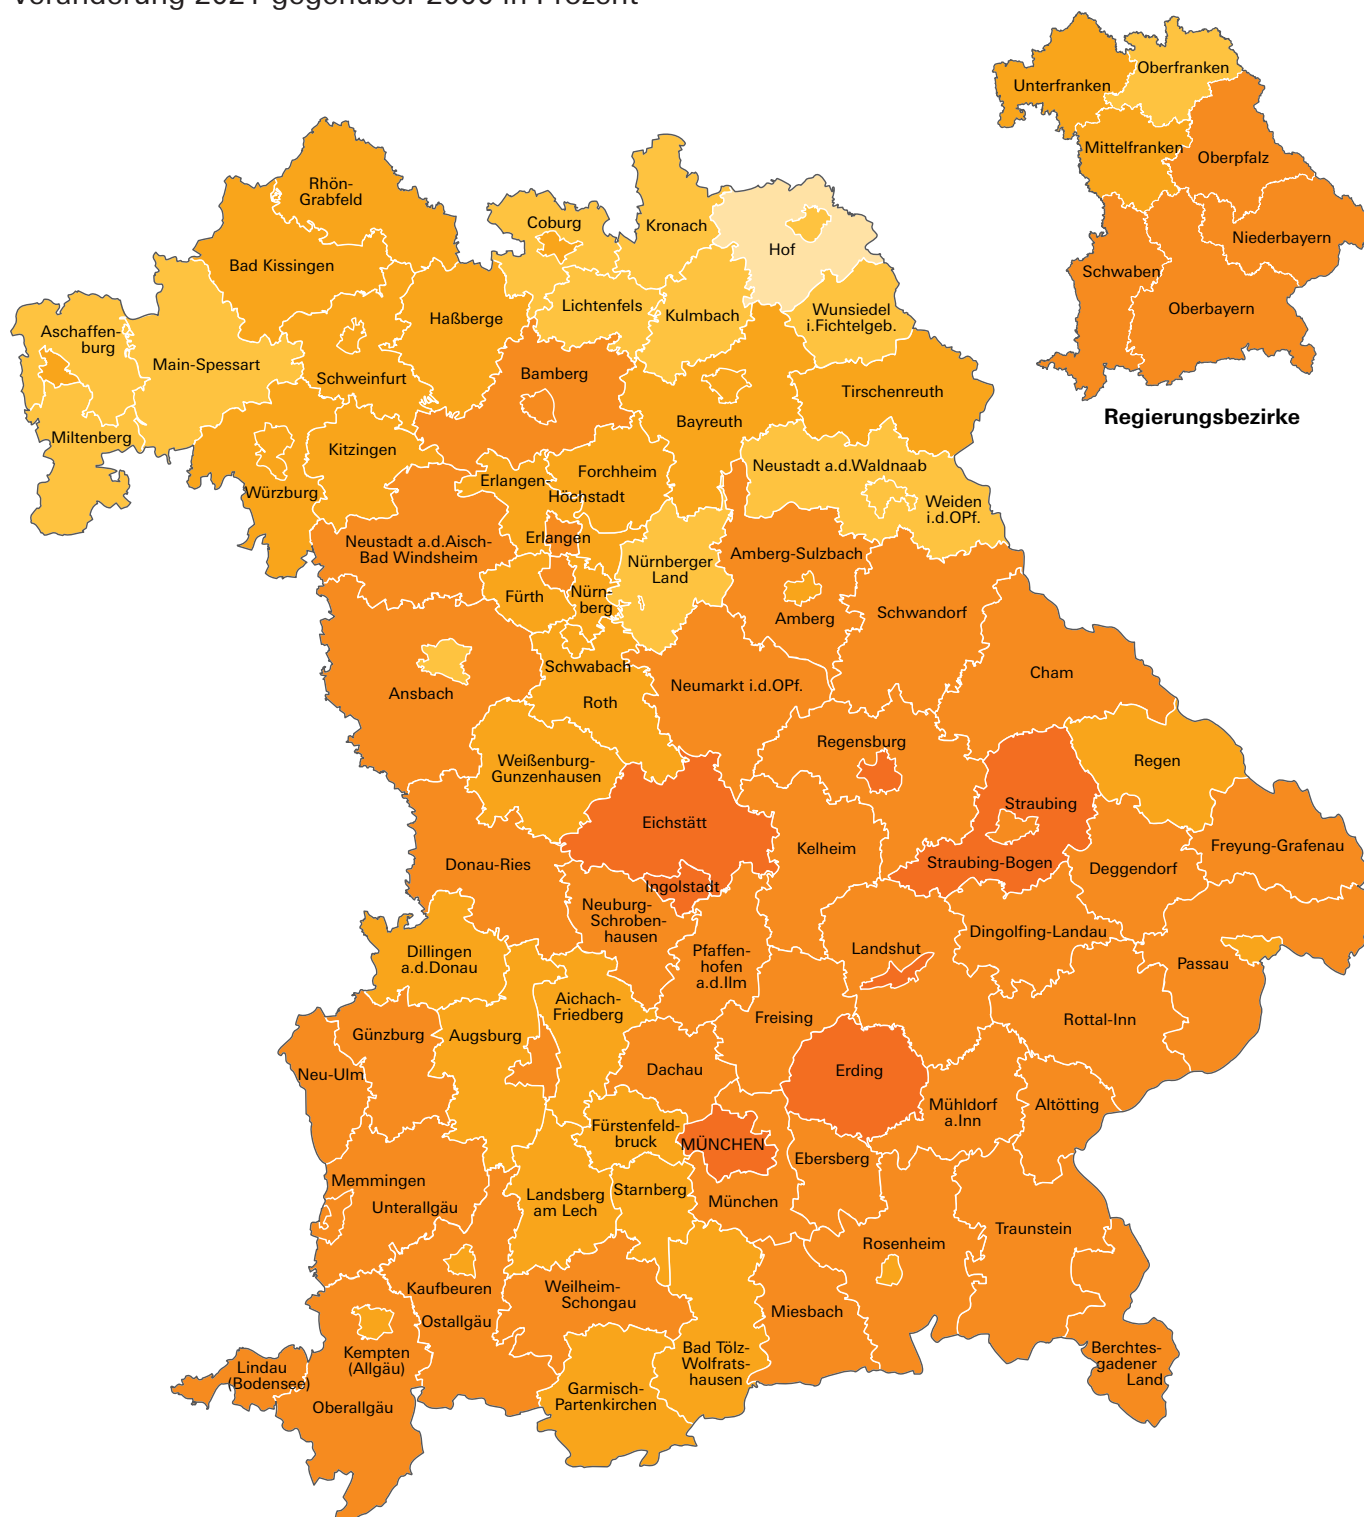 Veränderung 2021 gegenüber 2000 in Prozent
Unterfranken
Oberfranken
Mittelfranken
Oberpfalz
Niederbayern
Schwaben
Oberbayern
Regierungsbezirke
Rhön-
Grabfeld
Coburg
Kronach
Hof
Bad Kissingen
Lichtenfels
Kulmbach
Wunsiedel
i.Fichtelgeb.
Haßberge
Aschaffen-
burg
Main-Spessart
Schweinfurt
Bamberg
Tirschenreuth
Bayreuth
Miltenberg
Kitzingen
Forchheim
Erlangen-
Höchstadt
Neustadt a.d.Waldnaab
Würzburg
Weiden
i.d.OPf.
Neustadt a.d.Aisch-
Bad Windsheim
Erlangen
Nürnberger
Land
Amberg-Sulzbach
Fürth
Nürn-
berg
Amberg
Schwandorf
Schwabach
Ansbach
Roth
Neumarkt i.d.OPf.
Cham
Regensburg
Regen
Weißenburg-
Gunzenhausen
Straubing
Eichstätt
Kelheim
Freyung-Grafenau
Donau-Ries
Straubing-Bogen
Deggendorf
Ingolstadt
Neuburg-
Schroben-
hausen
Dingolfing-Landau
Dillingen
a.d.Donau
Pfaffen-
hofen
a.d.Ilm
Landshut
Passau
Aichach-
Friedberg
Freising
Rottal-Inn
Günzburg
Augsburg
Neu-Ulm
Dachau
Erding
Mühldorf
a.Inn
Altötting
Fürstenfeld-
bruck
MÜNCHEN
Ebersberg
Memmingen
Unterallgäu
Landsberg
am Lech
Starnberg
München
Traunstein
Rosenheim
Kaufbeuren
Weilheim-
Schongau
Miesbach
Ostallgäu
Kempten
(Allgäu)
Bad Tölz-
Wolfrats-
hausen
Berchtes-
gadener
Land
Lindau
(Bodensee)
Oberallgäu
Garmisch-
Partenkirchen